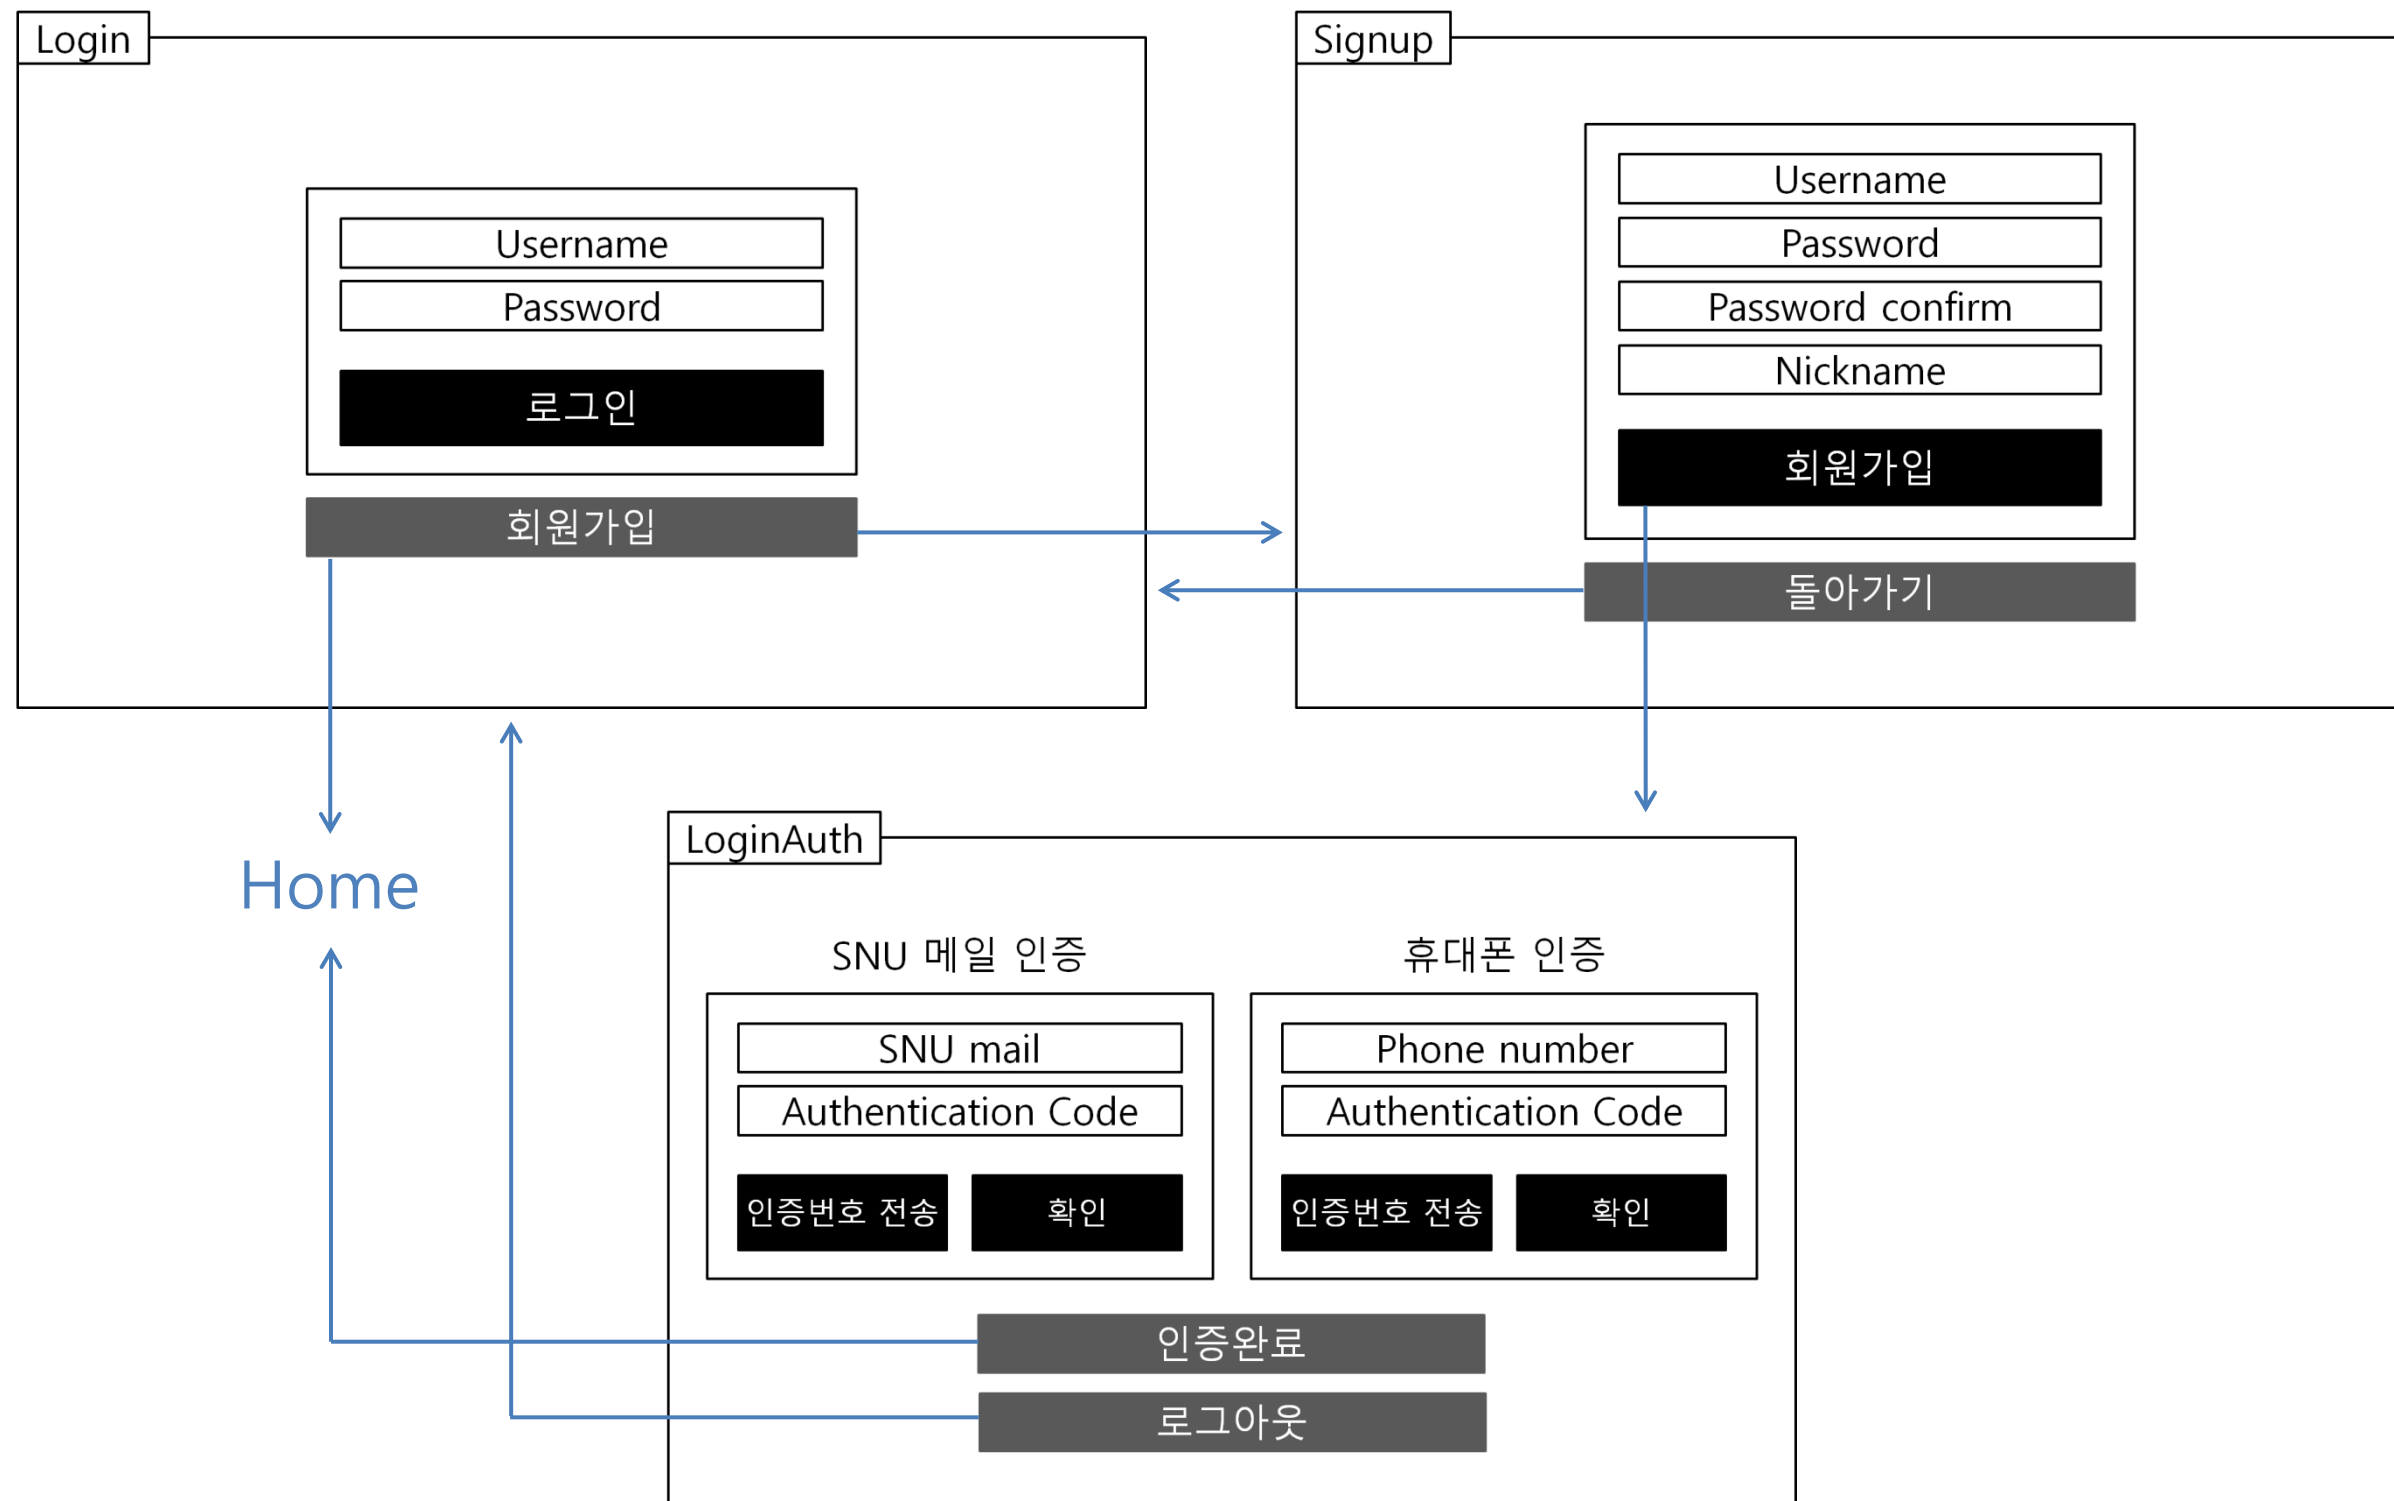 Login
Username
Password
로그인
회원가입
Signup
Username
Password
Password confirm
Nickname
회원가입
돌아가기
Home
LoginAuth
SNU 메일 인증
SNU mail
Authentication Code
인증번호 전송
확인
휴대폰 인증
Phone number
Authentication Code
인증번호 전송
확인
인증완료
로그아웃